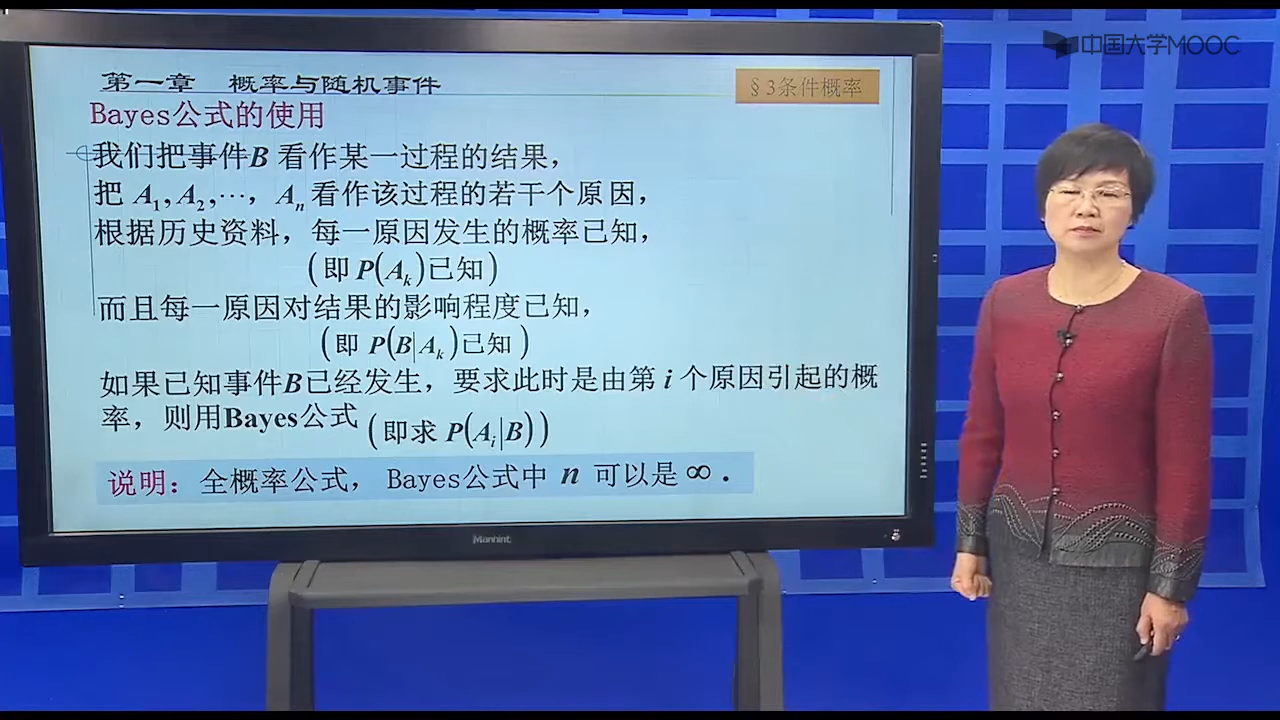 中国大学MOOC
第一章 概率与随机事件
§3条件概率
Bayes公式的使用
我们把事件B 看作某一过程的结果，
把 A₁, A₂, ⋯, Aₙ 看作该过程的若干个原因，
根据历史资料，每一原因发生的概率已知，
(即 P(Aₖ)已知)
而且每一原因对结果的影响程度已知，
(即 P(B|Aₖ)已知)
如果已知事件B已经发生，要求此时是由第 i 个原因引起的概
率，则用Bayes公式 (即求 P(Aᵢ|B))
说明：全概率公式， Bayes公式中 n 可以是∞ .